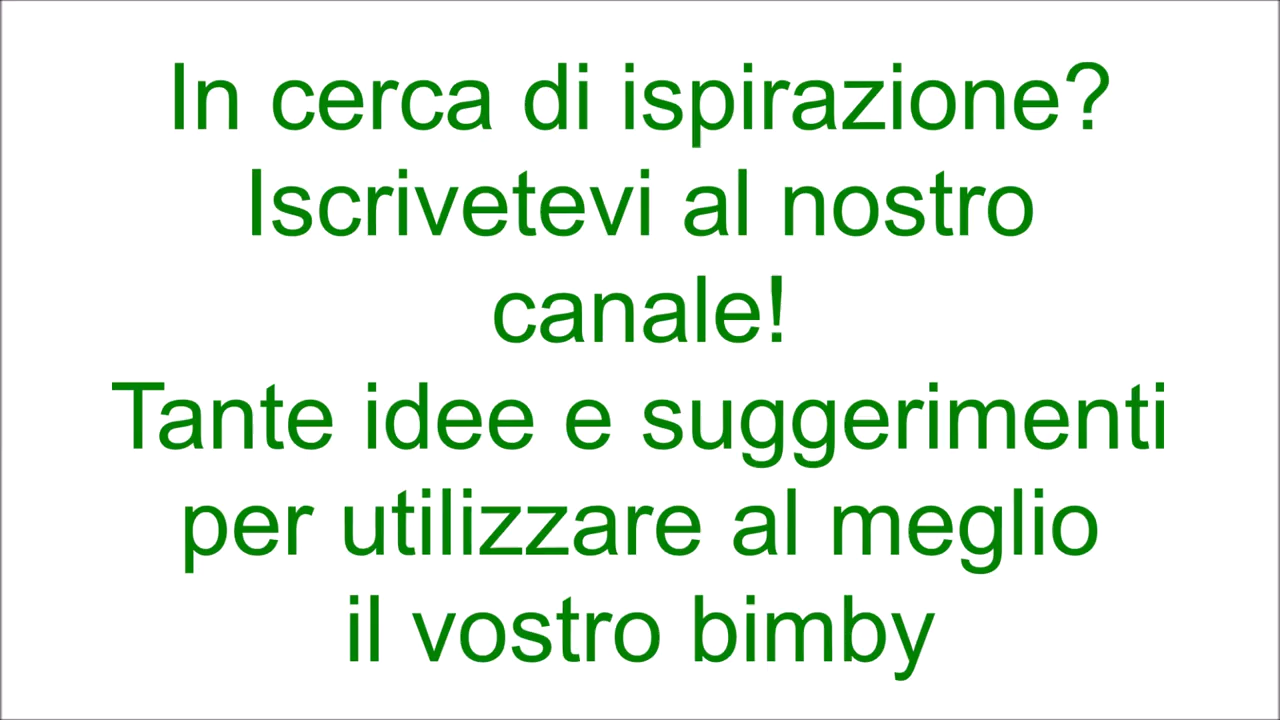 In cerca di ispirazione?
Iscrivetevi al nostro
canale!
Tante idee e suggerimenti
per utilizzare al meglio
il vostro bimby